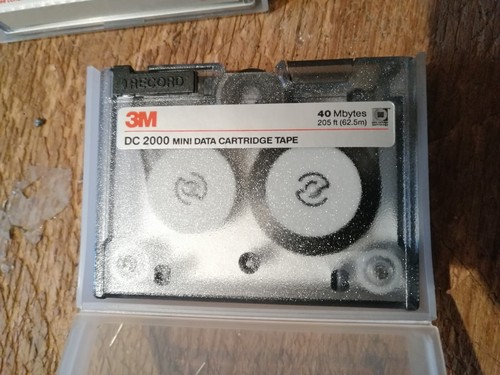 RECORD
3M
40 Mbytes
205 ft (62.5m)
DC 2000 MINI DATA CARTRIDGE TAPE